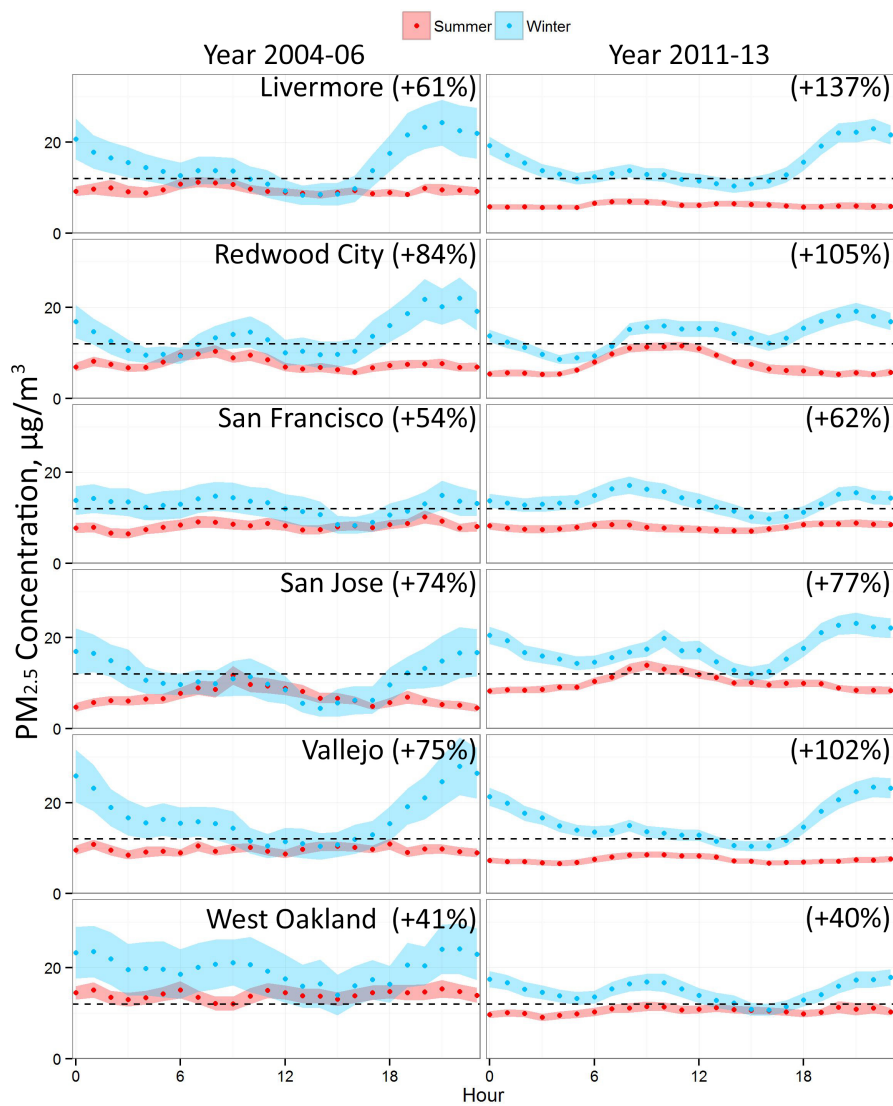 Summer Winter
Year 2004-06 Year 2011-13
PM2.5 Concentration, µg/m³
Livermore (+61%) (+137%)
20
0
Redwood City (+84%) (+105%)
20
0
San Francisco (+54%) (+62%)
20
0
San Jose (+74%) (+77%)
20
0
Vallejo (+75%) (+102%)
20
0
West Oakland (+41%) (+40%)
20
0
0 6 12 18 0 6 12 18
Hour